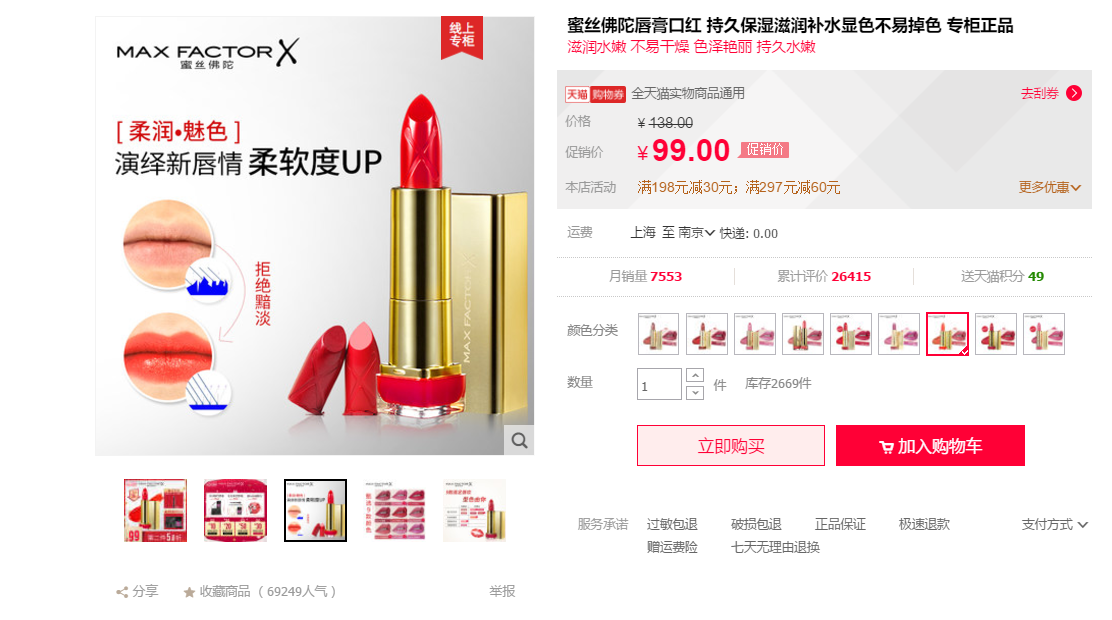 MAX FACTOR X
蜜丝佛陀
线上
专柜
[ 柔润•魅色 ]
演绎新唇情 柔软度UP
拒绝黯淡
MAX FACTOR X
分享
收藏商品 （ 69249人气 ）
举报
蜜丝佛陀唇膏口红 持久保湿滋润补水显色不易掉色 专柜正品
滋润水嫩 不易干燥 色泽艳丽 持久水嫩
天猫 购物券 全天猫实物商品通用 去刮券
价格 ¥ 138.00
促销价 ¥ 99.00 促销价
本店活动 满198元减30元；满297元减60元 更多优惠
运费 上海 至 南京 快递: 0.00
月销量 7553 累计评价 26415 送天猫积分 49
颜色分类
数量 1 件 库存2669件
立即购买 加入购物车
服务承诺 过敏包退 破损包退 正品保证 极速退款 支付方式
赠运费险 七天无理由退换